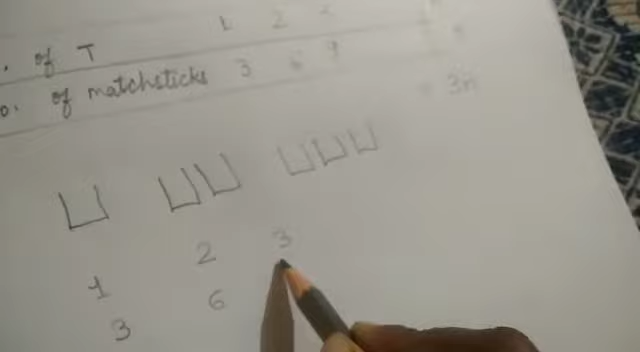 . of T 1 2
o. of matchsticks 3 6 9
3n
1 2 3
3 6